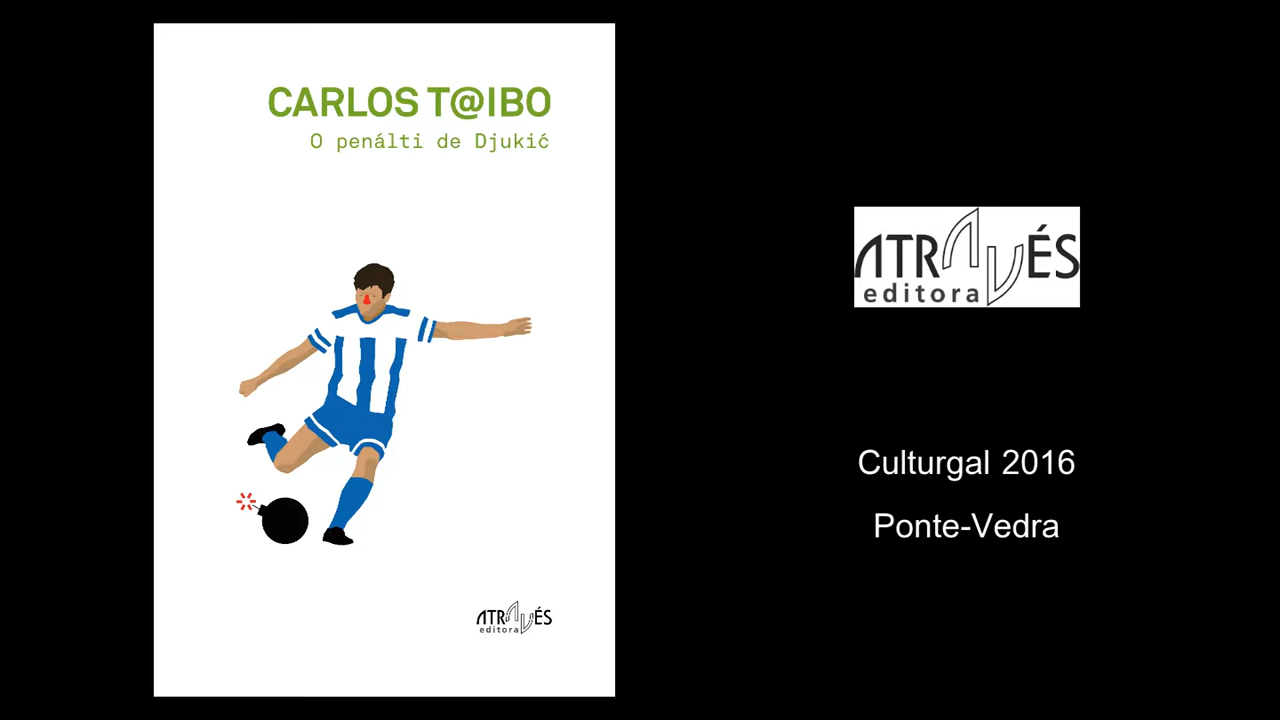 CARLOS T@IBO
O penálti de Djukić
ATRAVÉS
editora
ATRAVÉS
editora
Culturgal 2016
Ponte-Vedra